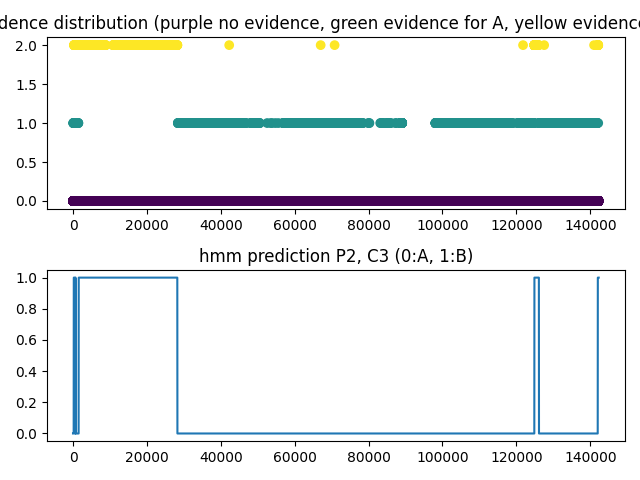 dence distribution (purple no evidence, green evidence for A, yellow evidence
2.0
1.5
1.0
0.5
0.0
0 20000 40000 60000 80000 100000 120000 140000
hmm prediction P2, C3 (0:A, 1:B)
1.0
0.8
0.6
0.4
0.2
0.0
0 20000 40000 60000 80000 100000 120000 140000